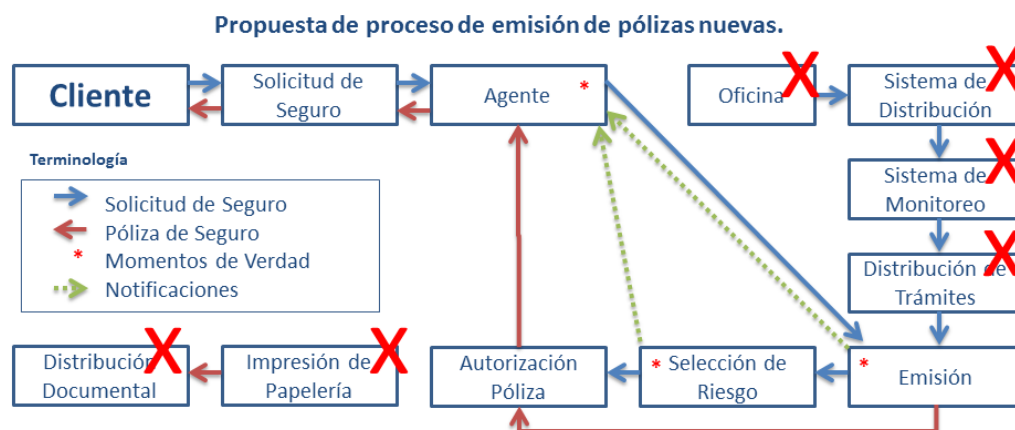 Propuesta de proceso de emisión de pólizas nuevas.
Cliente
Solicitud de
Seguro
Agente *
Oficina
Sistema de
Distribución
Terminología
Solicitud de Seguro
Póliza de Seguro
* Momentos de Verdad
Notificaciones
Sistema de
Monitoreo
Distribución de
Trámites
Distribución
Documental
Impresión de
Papelería
Autorización
Póliza
* Selección de
Riesgo
* Emisión